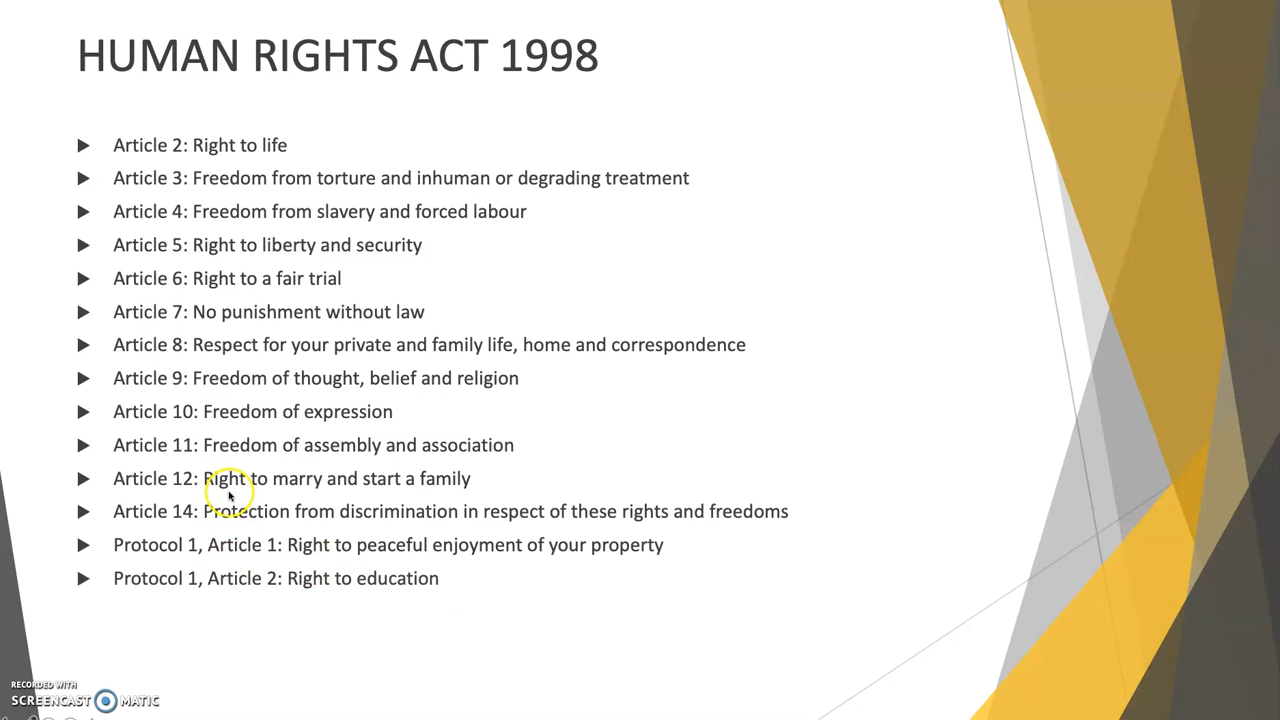 HUMAN RIGHTS ACT 1998
Article 2: Right to life
Article 3: Freedom from torture and inhuman or degrading treatment
Article 4: Freedom from slavery and forced labour
Article 5: Right to liberty and security
Article 6: Right to a fair trial
Article 7: No punishment without law
Article 8: Respect for your private and family life, home and correspondence
Article 9: Freedom of thought, belief and religion
Article 10: Freedom of expression
Article 11: Freedom of assembly and association
Article 12: Right to marry and start a family
Article 14: Protection from discrimination in respect of these rights and freedoms
Protocol 1, Article 1: Right to peaceful enjoyment of your property
Protocol 1, Article 2: Right to education
RECORDED WITH
SCREENCAST MATIC